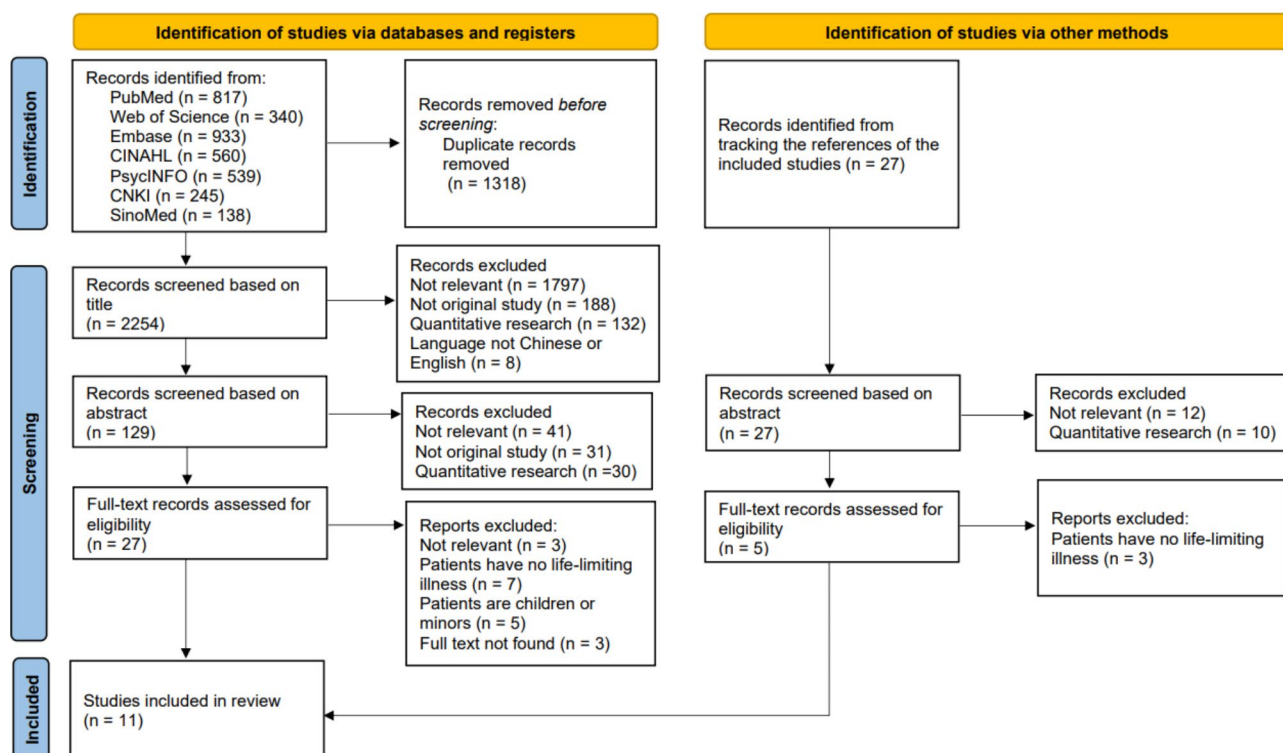 Identification of studies via databases and registers
Identification of studies via other methods
Identification
Records identified from:
PubMed (n = 817)
Web of Science (n = 340)
Embase (n = 933)
CINAHL (n = 560)
PsycINFO (n = 539)
CNKI (n = 245)
SinoMed (n = 138)
Records removed before
screening:
Duplicate records
removed
(n = 1318)
Records identified from
tracking the references of the
included studies (n = 27)
Screening
Records screened based on
title
(n = 2254)
Records excluded
Not relevant (n = 1797)
Not original study (n = 188)
Quantitative research (n = 132)
Language not Chinese or
English (n = 8)
Records screened based on
abstract
(n = 129)
Records excluded
Not relevant (n = 41)
Not original study (n = 31)
Quantitative research (n =30)
Records screened based on
abstract
(n = 27)
Records excluded
Not relevant (n = 12)
Quantitative research (n = 10)
Full-text records assessed for
eligibility
(n = 27)
Reports excluded:
Not relevant (n = 3)
Patients have no life-limiting
illness (n = 7)
Patients are children or
minors (n = 5)
Full text not found (n = 3)
Full-text records assessed for
eligibility
(n = 5)
Reports excluded:
Patients have no life-limiting
illness (n = 3)
Included
Studies included in review
(n = 11)